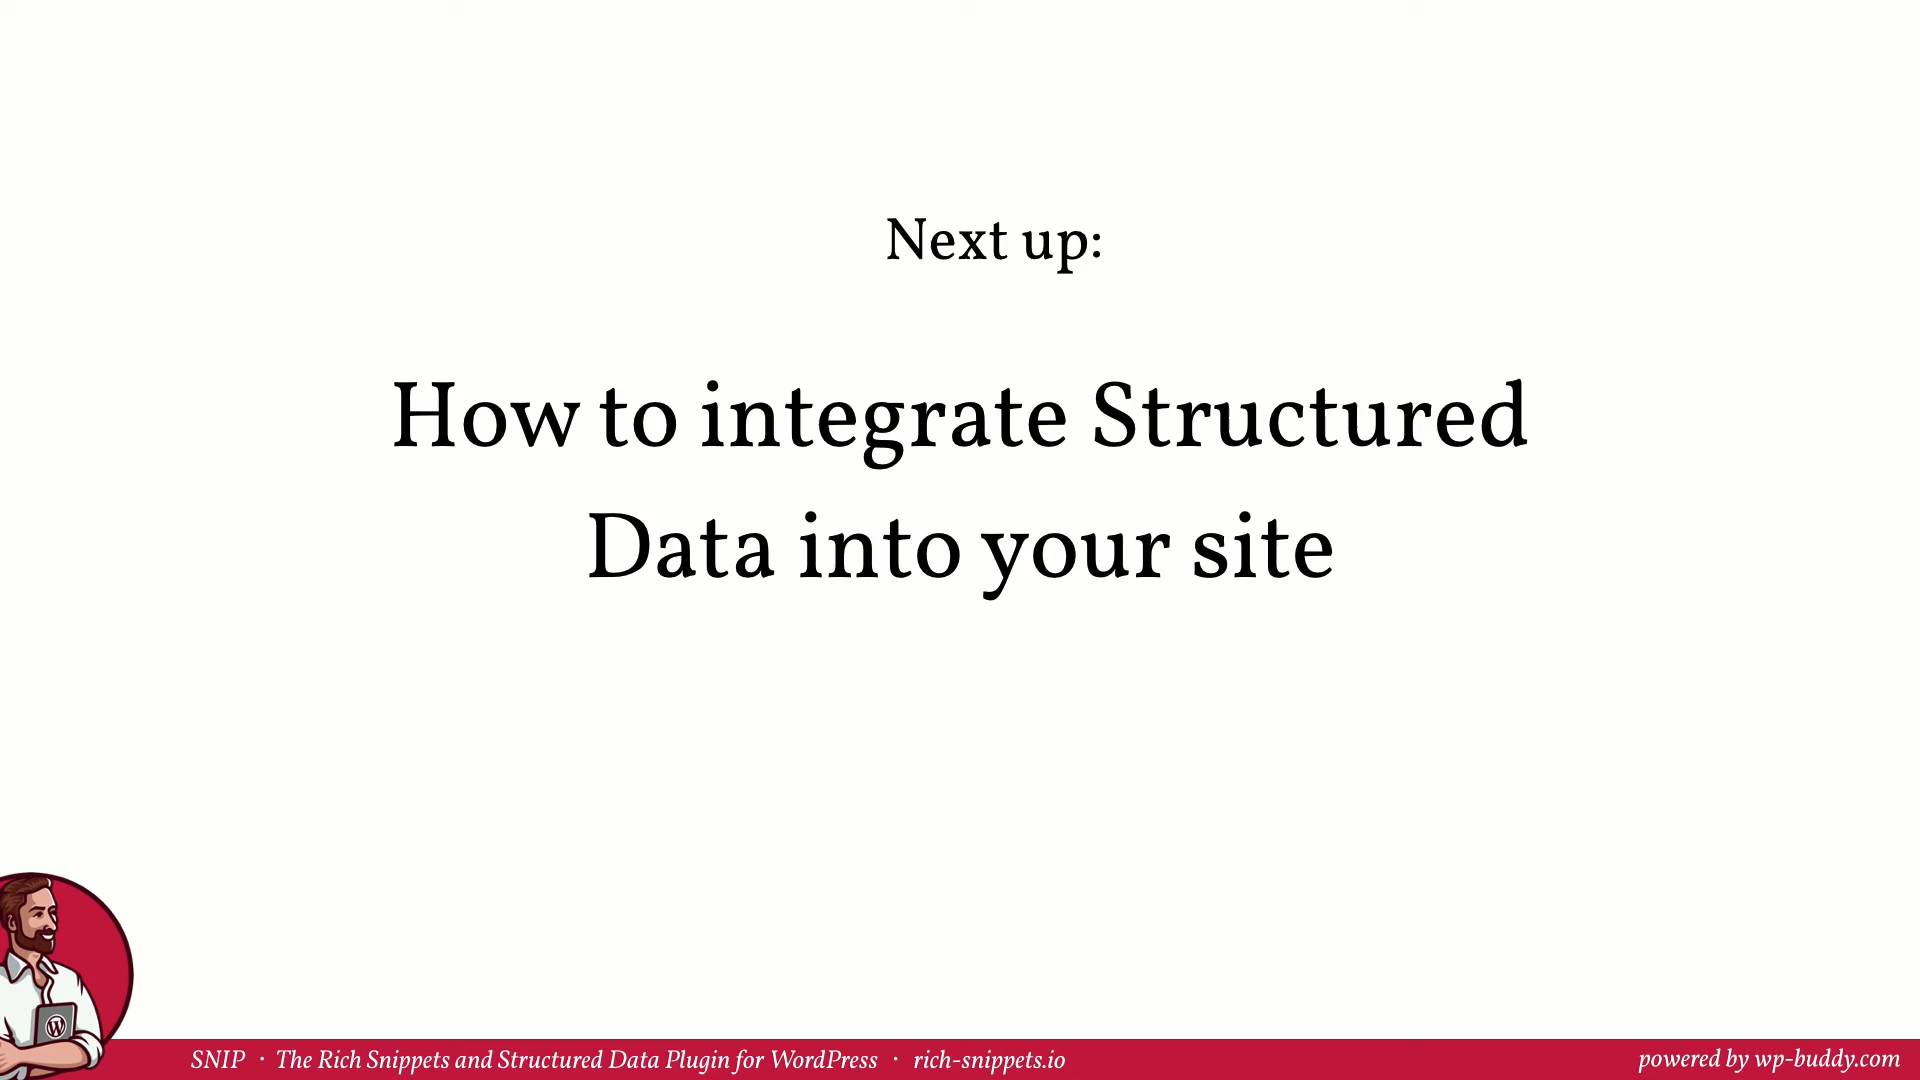 Next up:
How to integrate Structured
Data into your site
SNIP · The Rich Snippets and Structured Data Plugin for WordPress · rich-snippets.io
powered by wp-buddy.com